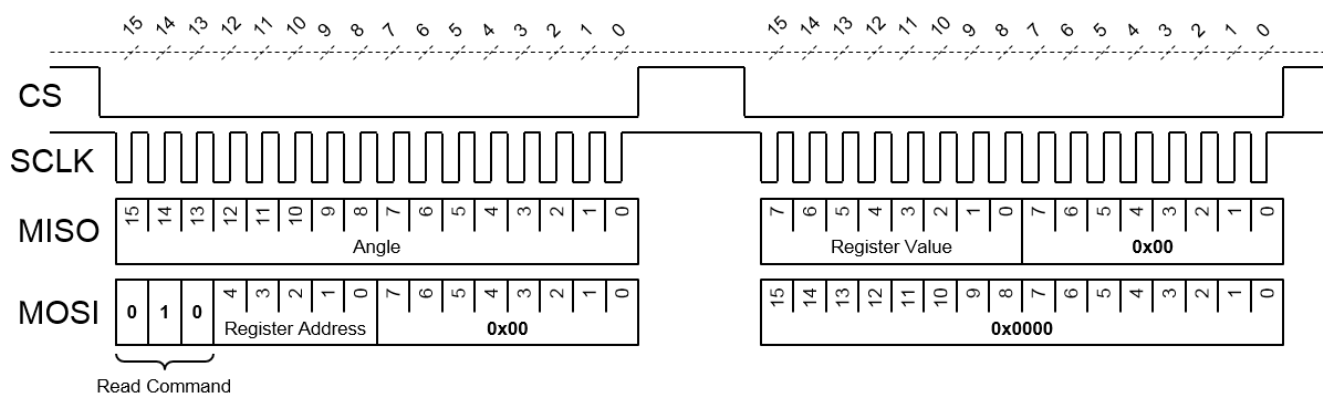 15 14 13 12 11 10 9 8 7 6 5 4 3 2 1 0 15 14 13 12 11 10 9 8 7 6 5 4 3 2 1 0
CS
SCLK
MISO 15 14 13 12 11 10 9 8 7 6 5 4 3 2 1 0 7 6 5 4 3 2 1 0 7 6 5 4 3 2 1 0
Angle Register Value 0x00
MOSI 0 1 0 4 3 2 1 0 7 6 5 4 3 2 1 0 15 14 13 12 11 10 9 8 7 6 5 4 3 2 1 0
Register Address 0x00 0x0000
Read Command